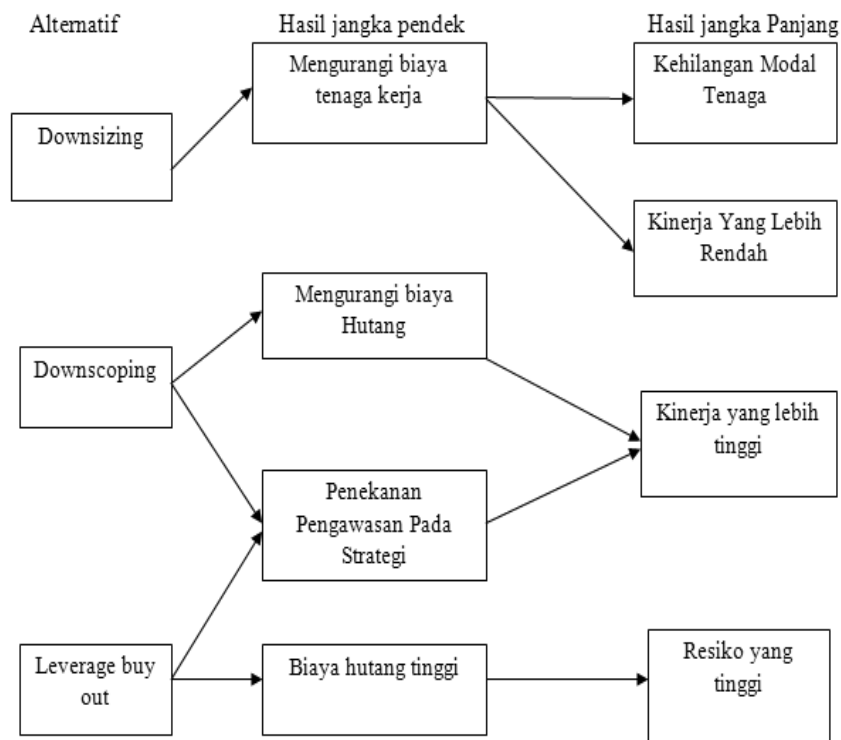 Alternatif
Hasil jangka pendek
Hasil jangka Panjang
Downsizing
Mengurangi biaya
tenaga kerja
Kehilangan Modal
Tenaga
Kinerja Yang Lebih
Rendah
Downscoping
Mengurangi biaya
Hutang
Penekanan
Pengawasan Pada
Strategi
Kinerja yang lebih
tinggi
Leverage buy
out
Biaya hutang tinggi
Resiko yang
tinggi